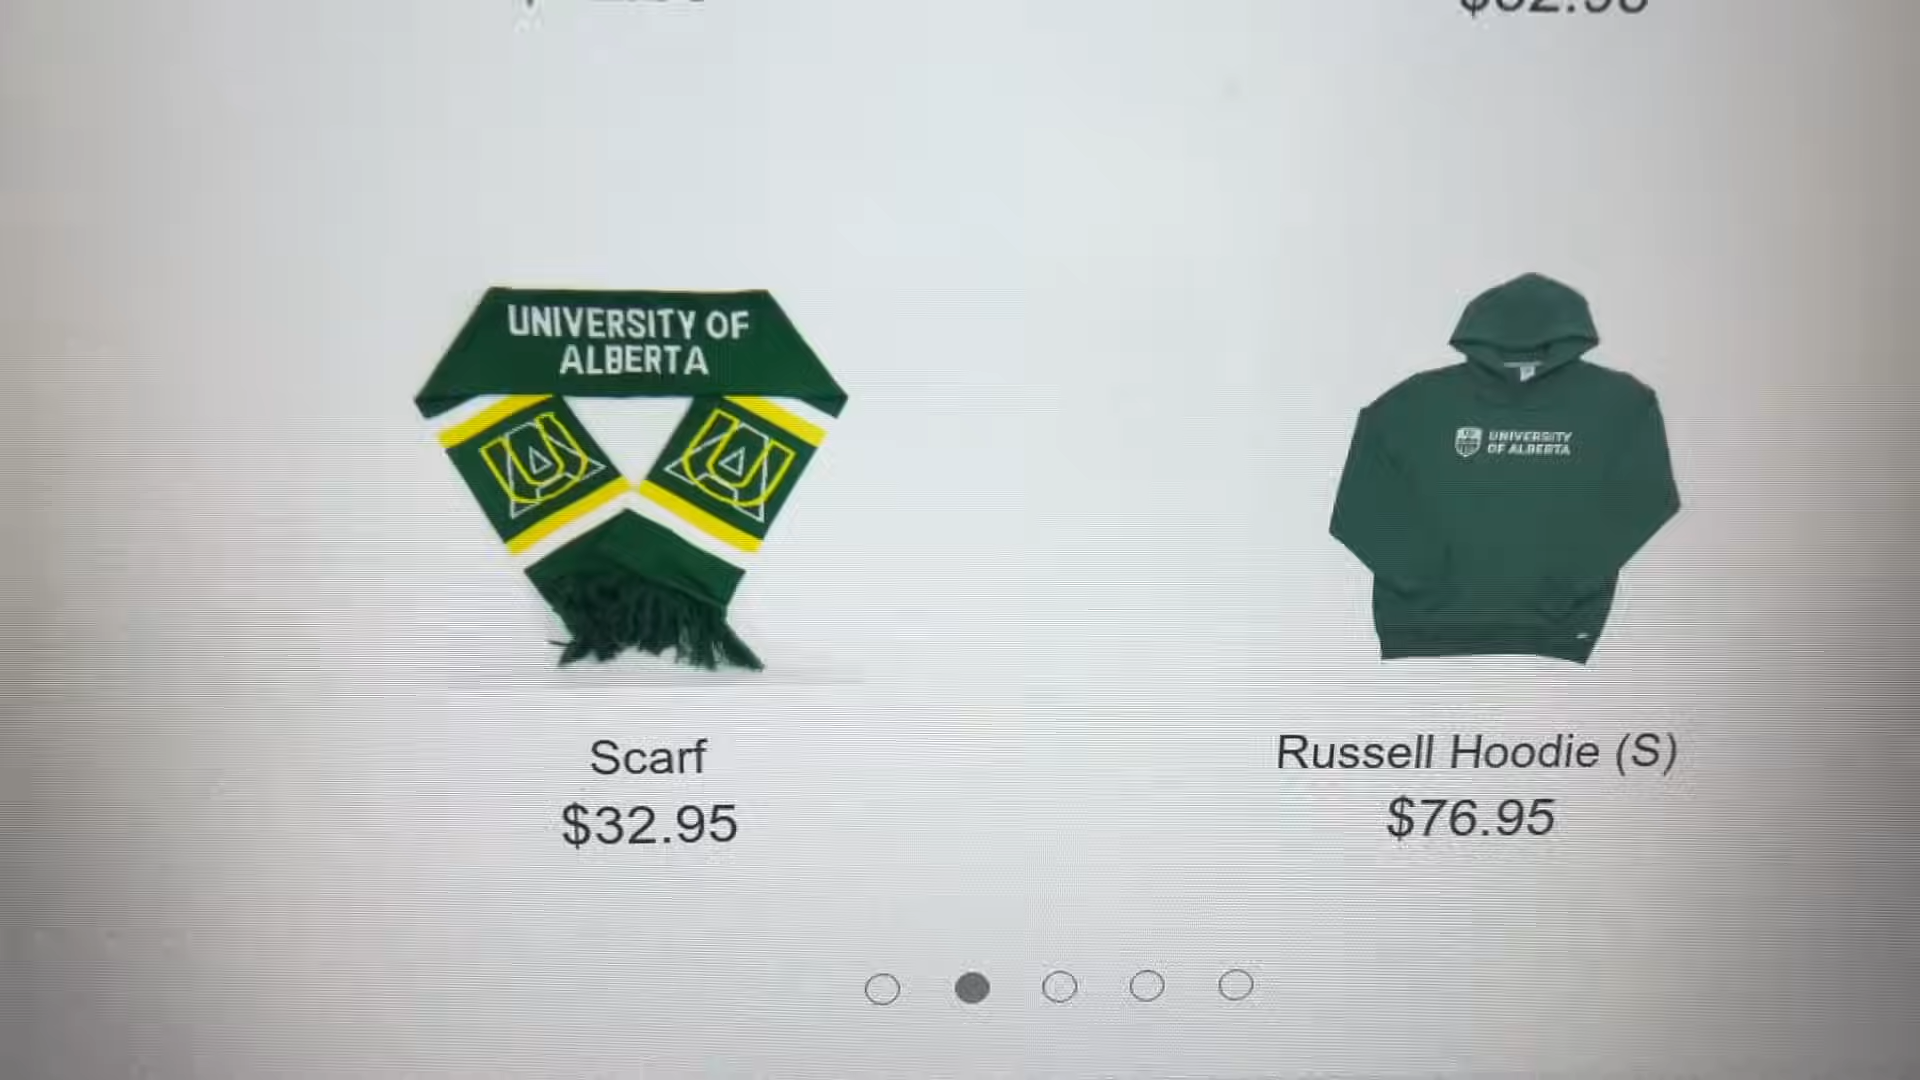 UNIVERSITY OF
ALBERTA
UNIVERSITY
OF ALBERTA
Scarf
$32.95
Russell Hoodie (S)
$76.95